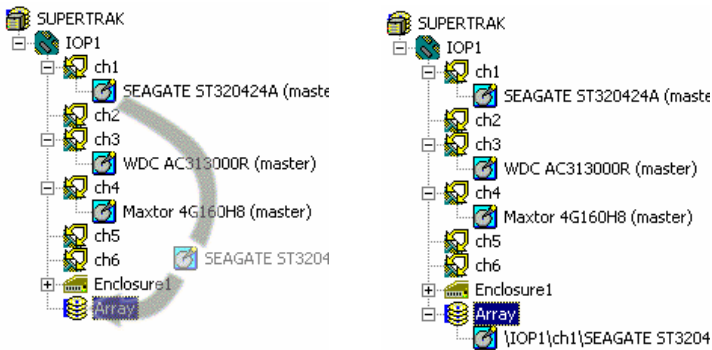 SUPERTRAK
IOP1
ch1
SEAGATE ST320424A (maste
ch2
ch3
WDC AC313000R (master)
ch4
Maxtor 4G160H8 (master)
ch5
ch6
SEAGATE ST3204
Enclosure1
Array
SUPERTRAK
IOP1
ch1
SEAGATE ST320424A (maste
ch2
ch3
WDC AC313000R (master)
ch4
Maxtor 4G160H8 (master)
ch5
ch6
Enclosure1
Array
\IOP1\ch1\SEAGATE ST3204